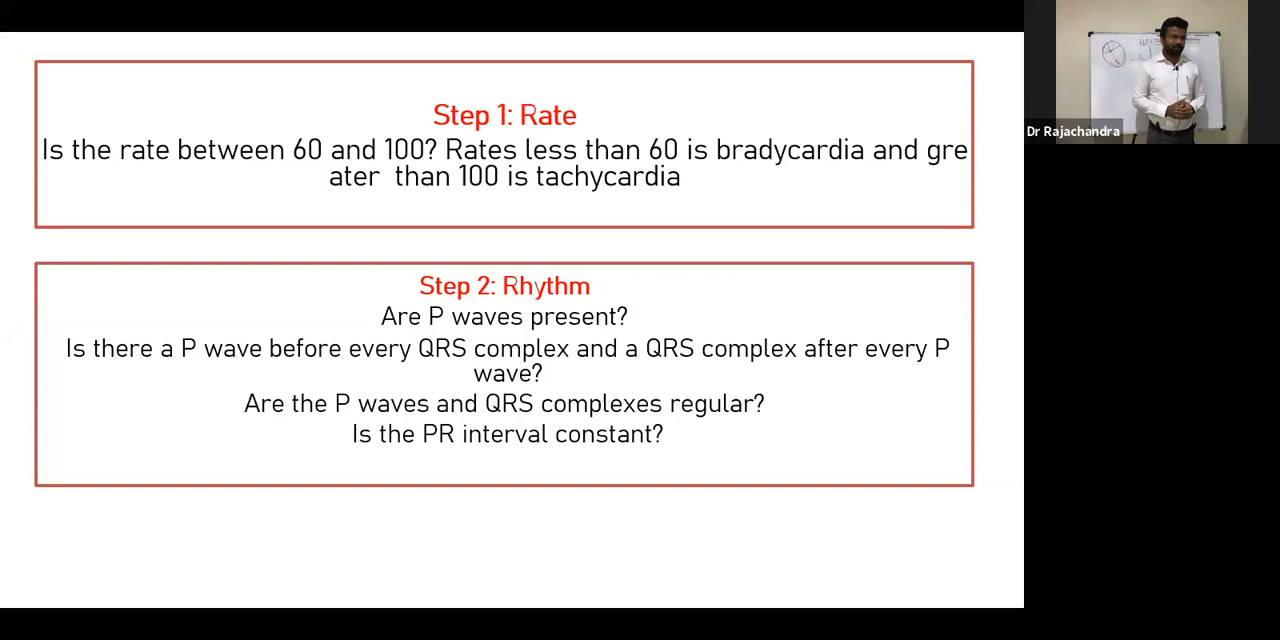 Step 1: Rate
Is the rate between 60 and 100? Rates less than 60 is bradycardia and gre
ater than 100 is tachycardia
Step 2: Rhythm
Are P waves present?
Is there a P wave before every QRS complex and a QRS complex after every P
wave?
Are the P waves and QRS complexes regular?
Is the PR interval constant?
Dr Rajachandra